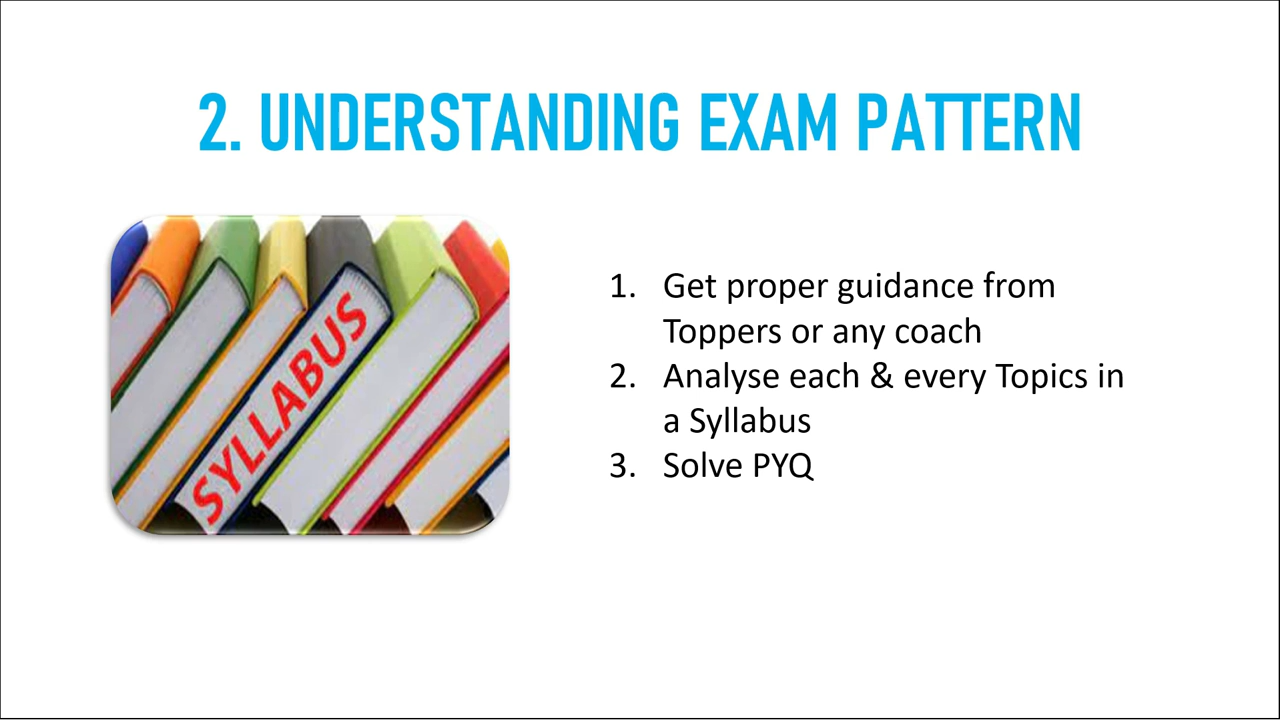 2. UNDERSTANDING EXAM PATTERN
SYLLABUS
1. Get proper guidance from
Toppers or any coach
2. Analyse each & every Topics in
a Syllabus
3. Solve PYQ